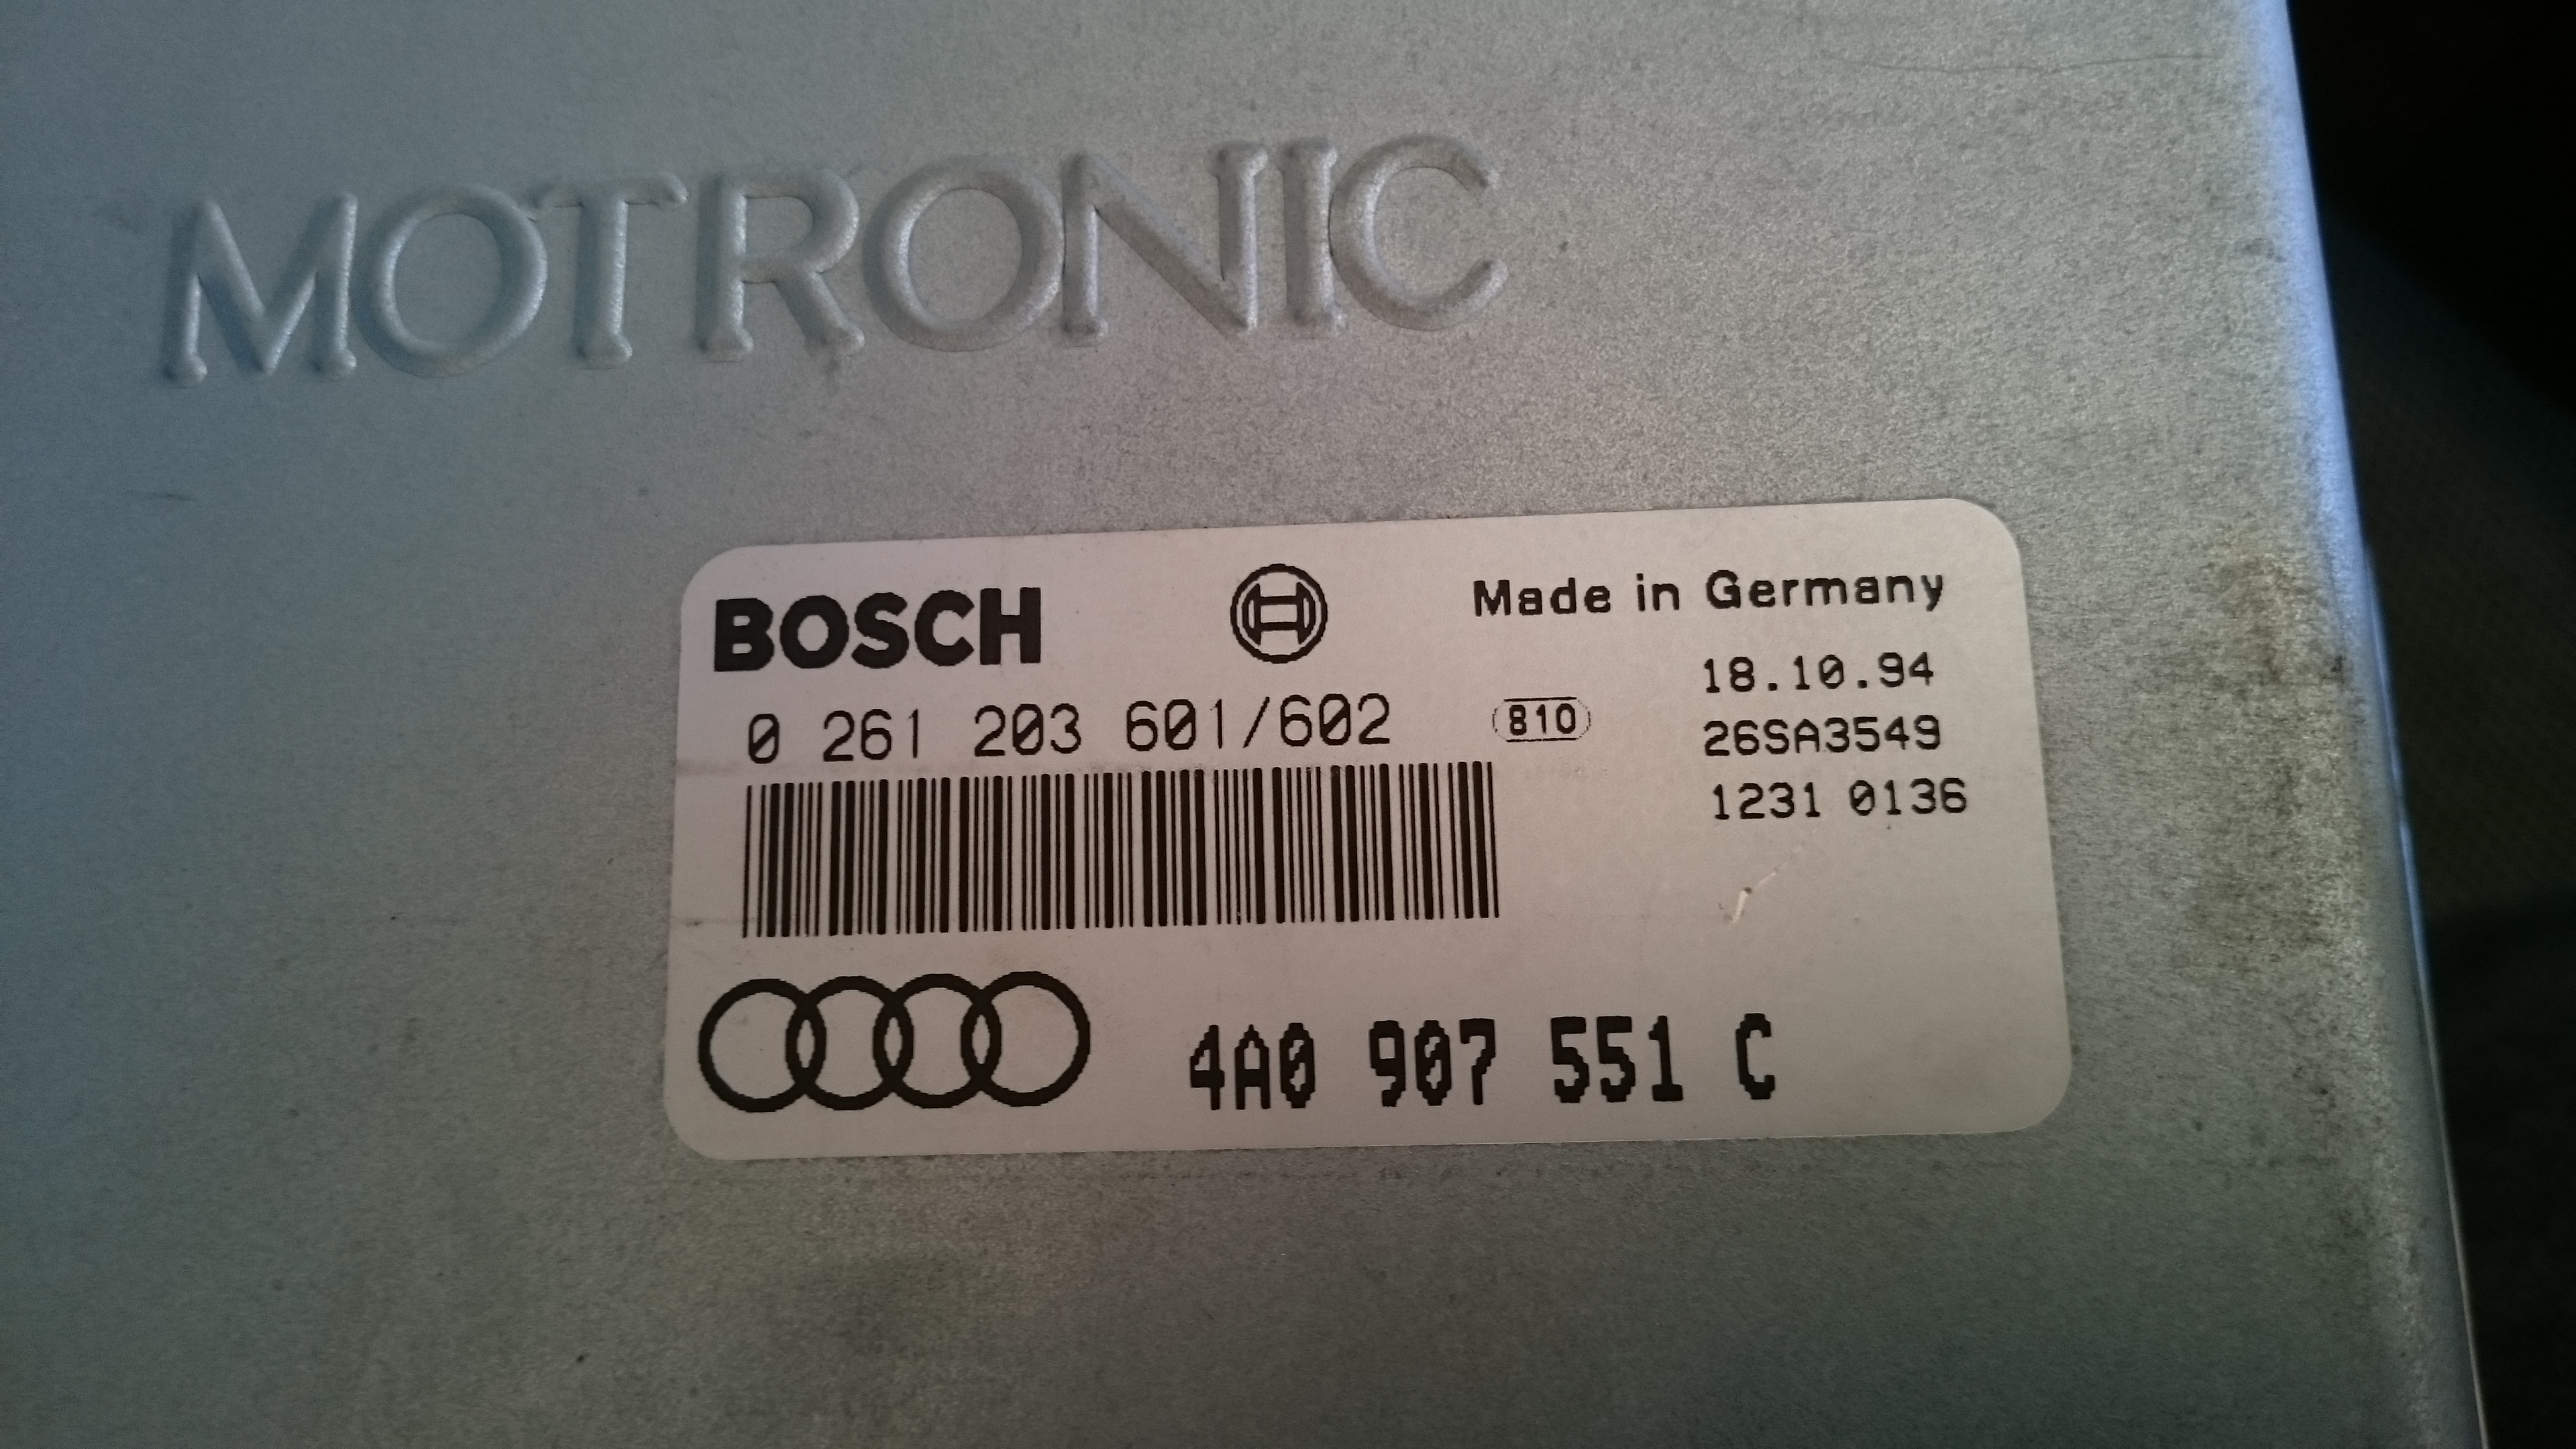 MOTRONIC
BOSCH
Made in Germany
0 261 203 601/602
810
18.10.94
26SA3549
1231 0136
4A0 907 551 C